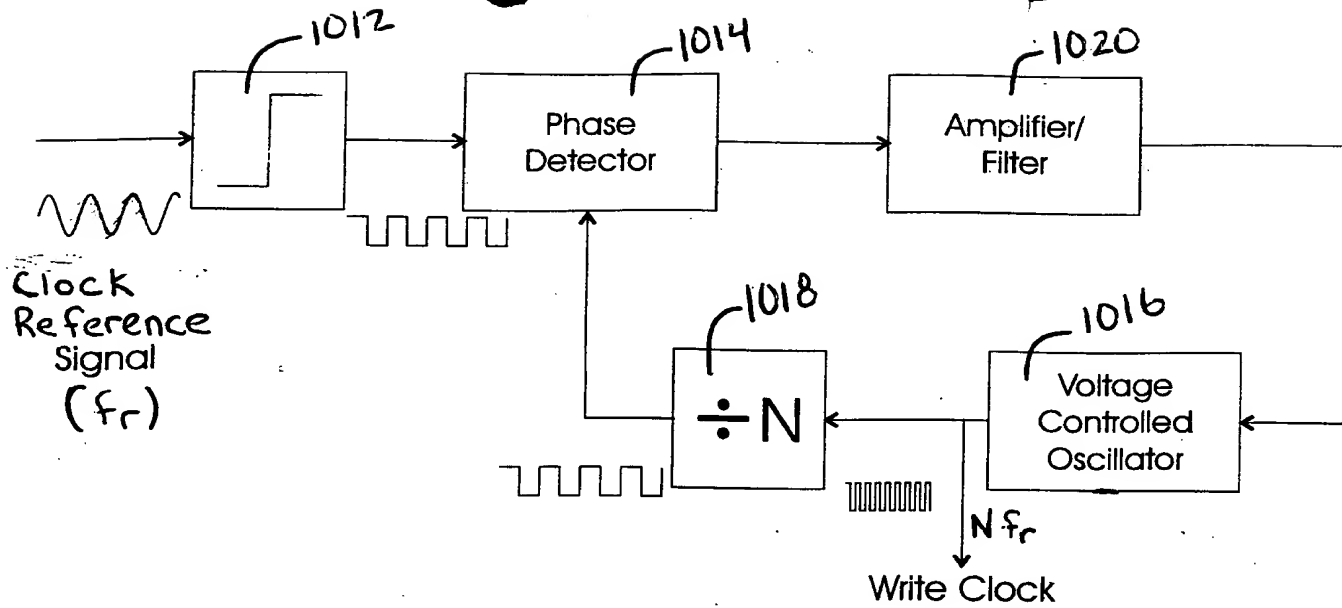 1012
1014
1020
Phase
Detector
Amplifier/
Filter
Clock
Reference
Signal
(fr)
1018
1016
÷N
Voltage
Controlled
Oscillator
N fr
Write Clock